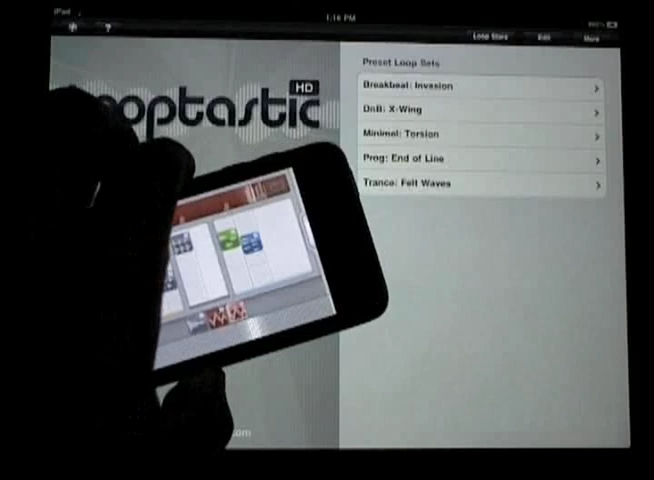 iPad
1:16 PM
?
Loop Store Edit More
Preset Loop Sets
Breakbeat: Invasion
DnB: X-Wing
Minimal: Torsion
Prog: End of Line
Trance: Felt Waves
ooptastic HD
.com